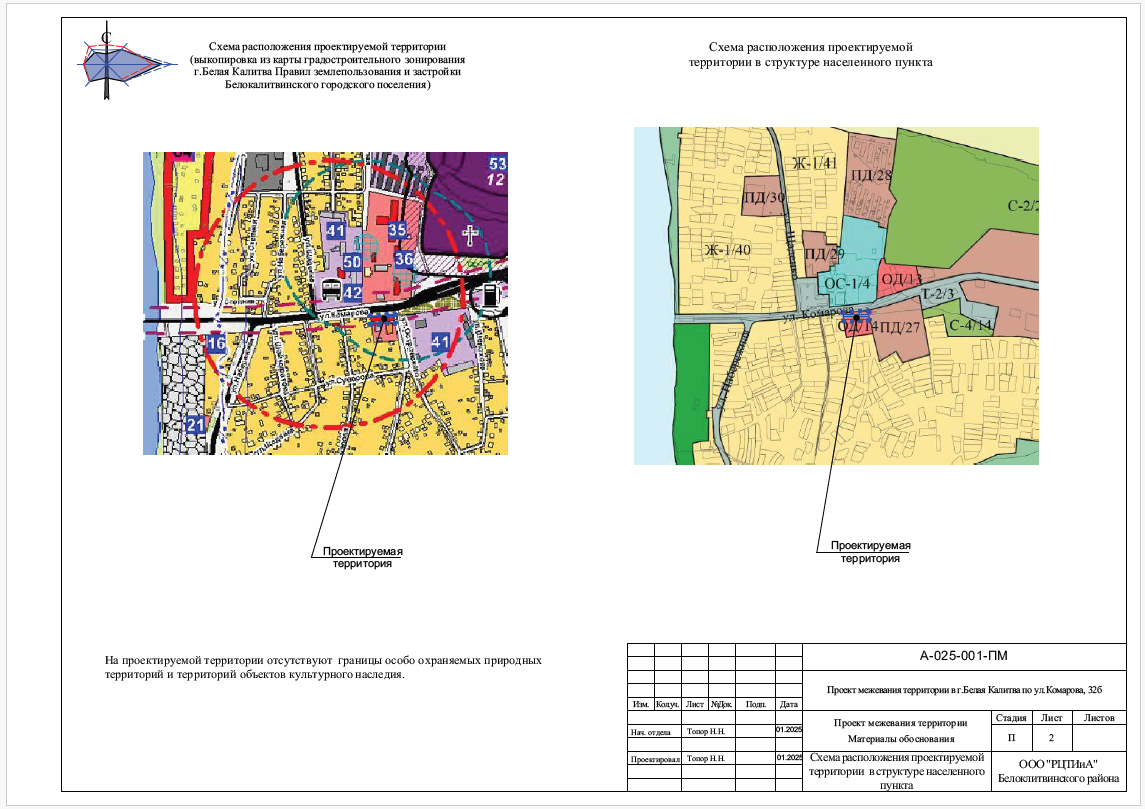 С
Схема расположения проектируемой территории
(выкопировка из карты градостроительного зонирования
г.Белая Калитва Правил землепользования и застройки
Белокалитвинского городского поселения)
Схема расположения проектируемой
территории в структуре населенного пункта
53
12
41
35
50
36
42
ул.Комарова
16
41
ул.Суворова
21
Ж-1/41
ПД/28
ПД/30
С-2/2
Ж-1/40
ПД/29
ОС-1/4
ОД/13
Т-2/3
ул. Комарова
ОД/14
ПД/27
С-4/14
Проектируемая
территория
Проектируемая
территория
На проектируемой территории отсутствуют границы особо охраняемых природных
территорий и территорий объектов культурного наследия.
А-025-001-ПМ
Проект межевания территории в г.Белая Калитва по ул.Комарова, 32б
Изм. Кол.уч. Лист №Док. Подп. Дата
Проект межевания территории
Материалы обоснования
Стадия Лист Листов
П 2
Нач. отдела Топор Н.Н. 01.2025
Проектировал Топор Н.Н. 01.2025
Схема расположения проектируемой
территории в структуре населенного
пункта
ООО "РЦТИиА"
Белоклитвинского района